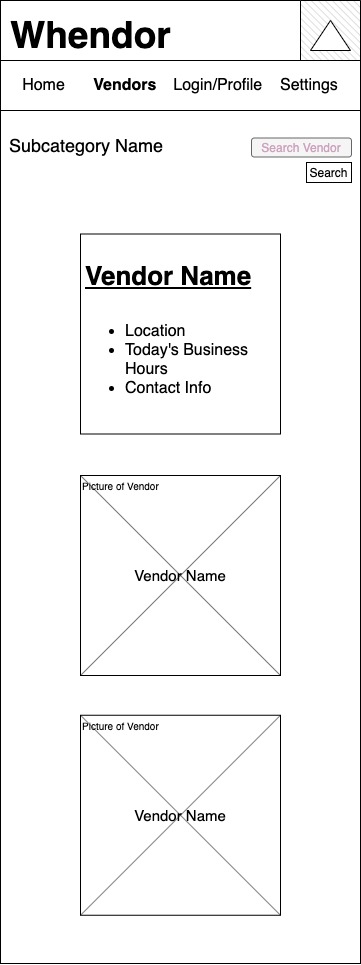 Whendor
Home Vendors Login/Profile Settings
Subcategory Name
Search Vendor
Search
Vendor Name
• Location
• Today's Business
Hours
• Contact Info
Picture of Vendor
Vendor Name
Picture of Vendor
Vendor Name